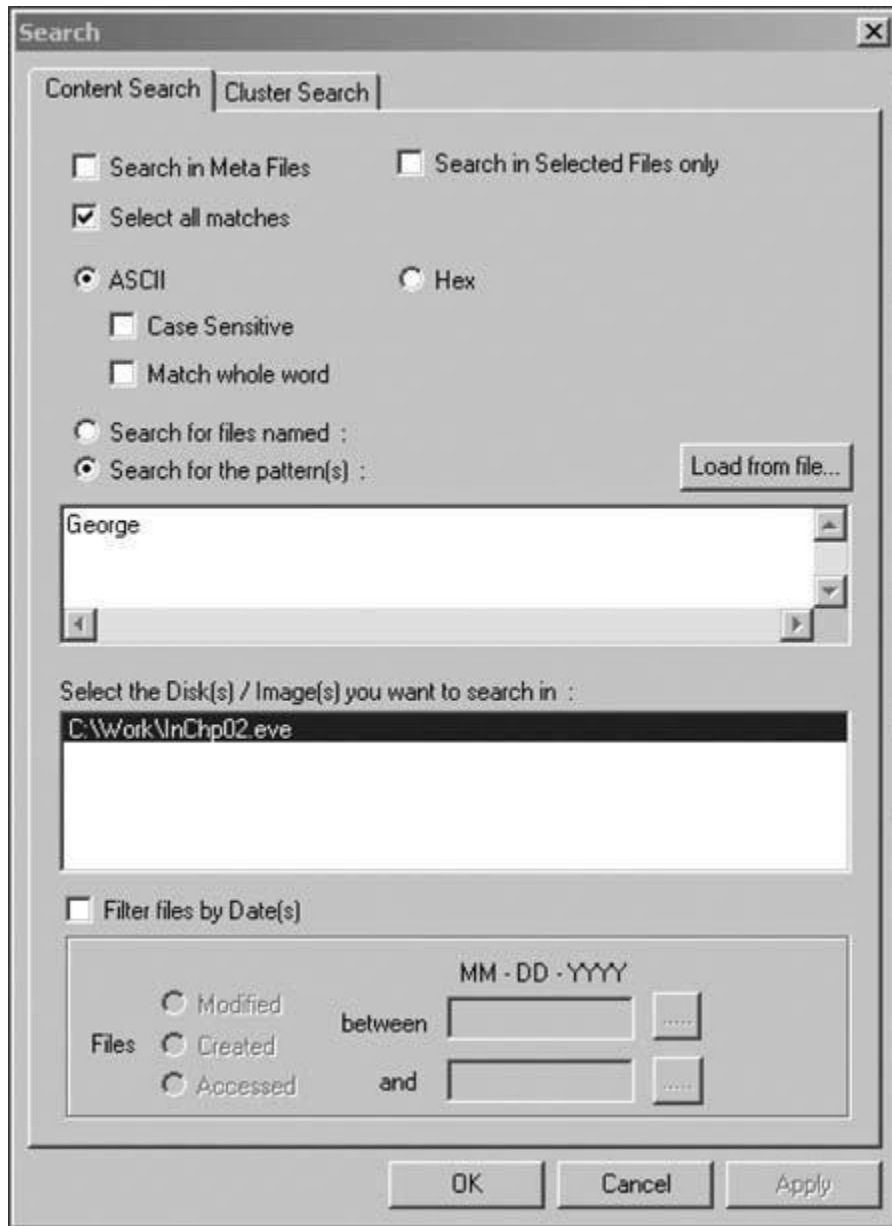 Search
Content Search Cluster Search
Search in Meta Files Search in Selected Files only
Select all matches
ASCII Hex
Case Sensitive
Match whole word
Search for files named :
Search for the pattern(s) : Load from file...
George
Select the Disk(s) / Image(s) you want to search in :
C:\Work\InChp02.eve
Filter files by Date(s)
MM - DD - YYYY
Modified
between .....
Files Created
and .....
Accessed
OK Cancel Apply